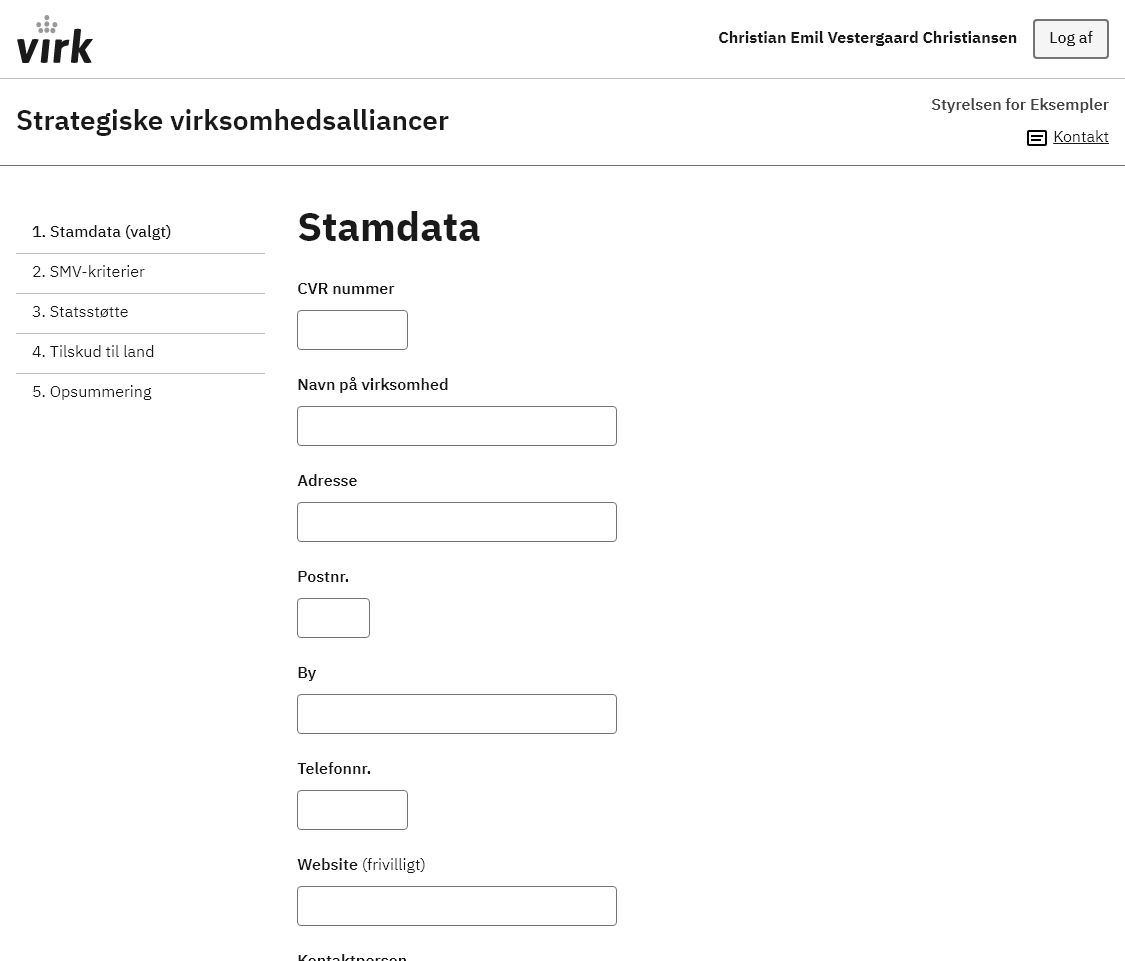 virk
Christian Emil Vestergaard Christiansen
Log af
Strategiske virksomhedsalliancer
Styrelsen for Eksempler
Kontakt
1. Stamdata (valgt)
2. SMV-kriterier
3. Statsstøtte
4. Tilskud til land
5. Opsummering
Stamdata
CVR nummer
Navn på virksomhed
Adresse
Postnr.
By
Telefonnr.
Website (frivilligt)
Kontaktperson